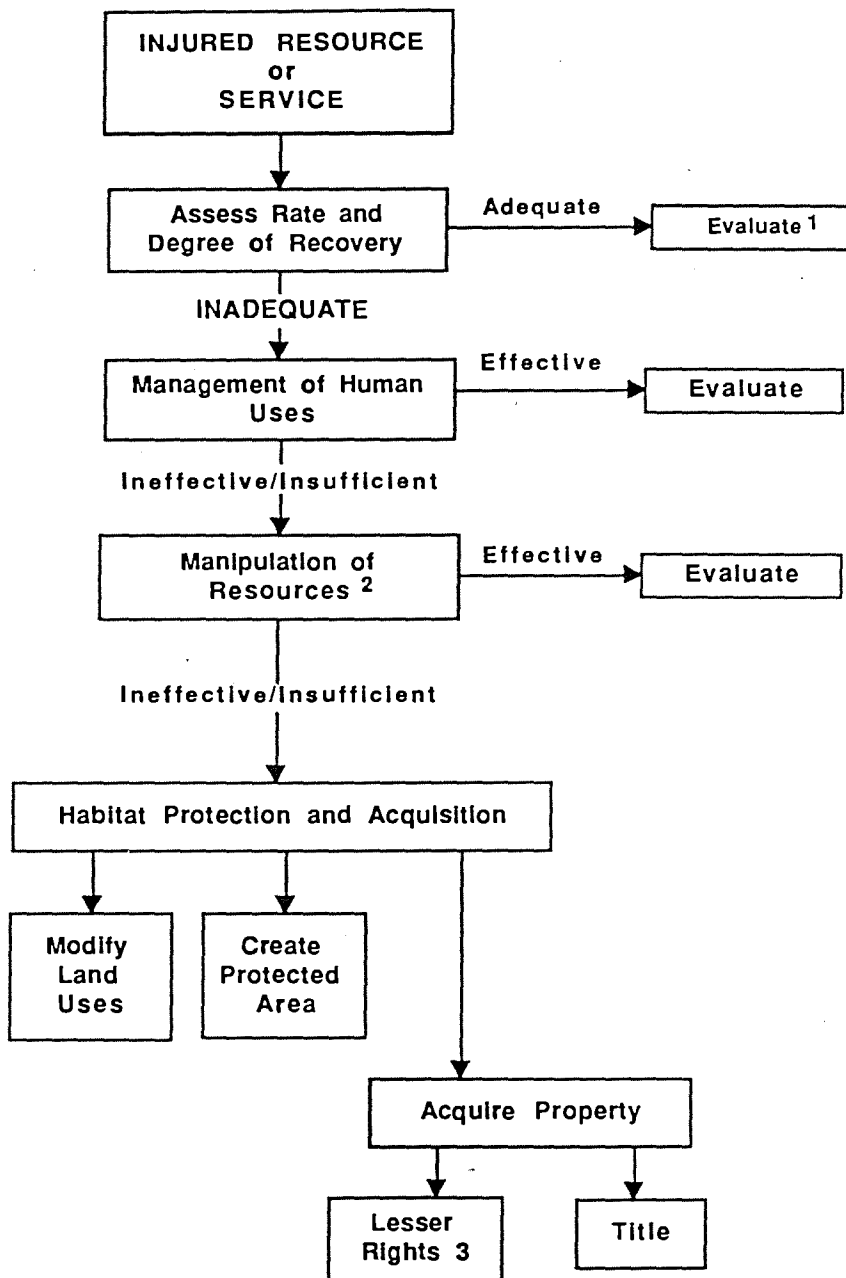 INJURED RESOURCE
or
SERVICE
Assess Rate and
Degree of Recovery
Adequate
Evaluate 1
INADEQUATE
Management of Human
Uses
Effective
Evaluate
Ineffective/Insufficient
Manipulation of
Resources 2
Effective
Evaluate
Ineffective/Insufficient
Habitat Protection and Acquisition
Modify
Land
Uses
Create
Protected
Area
Acquire Property
Lesser
Rights 3
Title